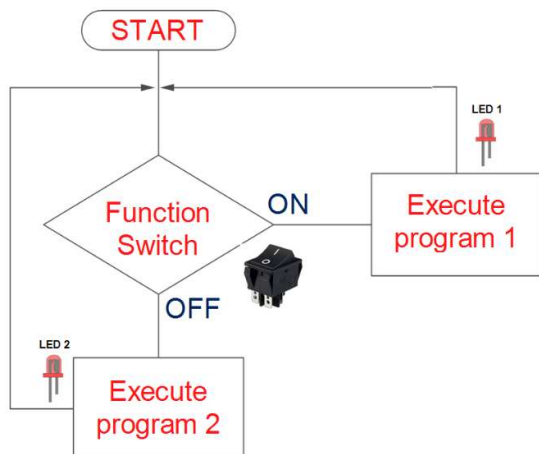 START
LED 1
Function
Switch
ON
Execute
program 1
OFF
LED 2
Execute
program 2